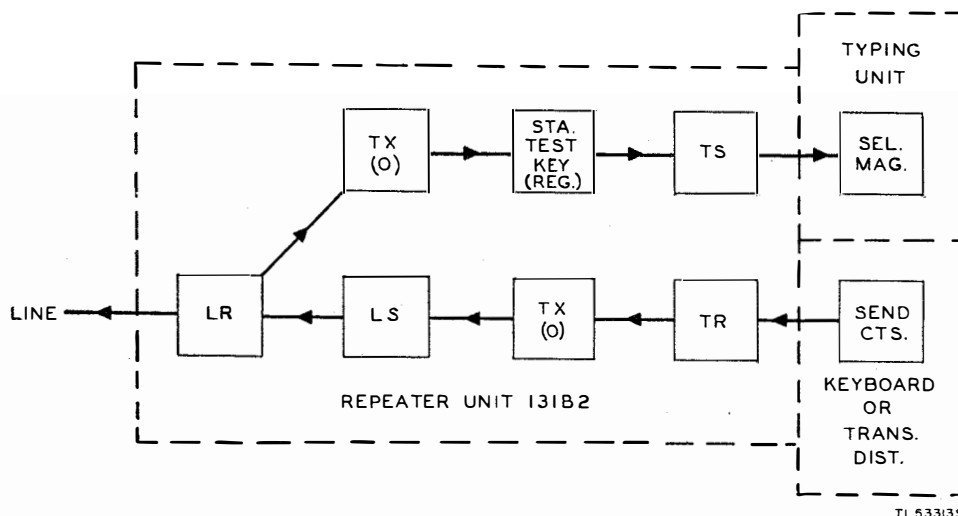 TYPING
UNIT
TX
(0)
STA.
TEST
KEY
(REG.)
TS
SEL.
MAG.
LINE
LR
LS
TX
(0)
TR
SEND
CTS.
REPEATER UNIT 131B2
KEYBOARD
OR
TRANS.
DIST.